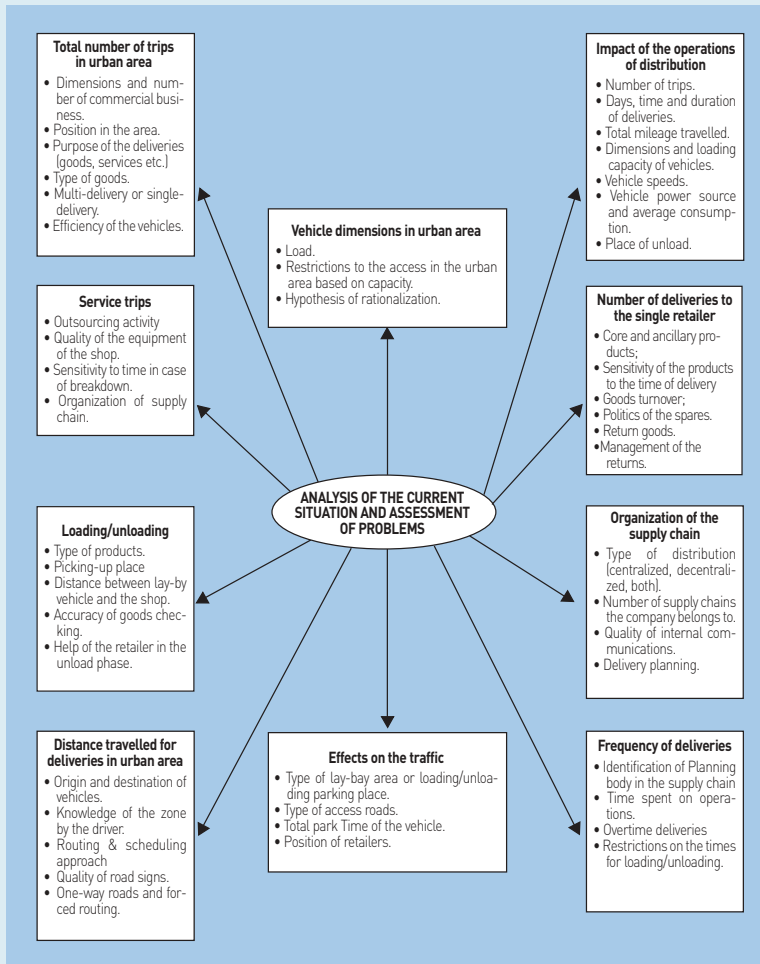 Total number of trips
in urban area
• Dimensions and num-
ber of commercial busi-
ness.
• Position in the area.
• Purpose of the deliveries
(goods, services etc.)
• Type of goods.
• Multi-delivery or single-
delivery.
• Efficiency of the vehicles.
Service trips
• Outsourcing activity
• Quality of the equipment
of the shop.
• Sensitivity to time in case
of breakdown.
• Organization of supply
chain.
Loading/unloading
• Type of products.
• Picking-up place
• Distance between lay-by
vehicle and the shop.
• Accuracy of goods chec-
king.
• Help of the retailer in the
unload phase.
Distance travelled for
deliveries in urban area
• Origin and destination of
vehicles.
• Knowledge of the zone
by the driver.
• Routing & scheduling
approach
• Quality of road signs.
• One-way roads and for-
ced routing.
Vehicle dimensions in urban area
• Load.
• Restrictions to the access in the urban
area based on capacity.
• Hypothesis of rationalization.
ANALYSIS OF THE CURRENT
SITUATION AND ASSESSMENT
OF PROBLEMS
Effects on the traffic
• Type of lay-bay area or loading/unloa-
ding parking place.
• Type of access roads.
• Total park Time of the vehicle.
• Position of retailers.
Impact of the operations
of distribution
• Number of trips.
• Days, time and duration
of deliveries.
• Total mileage travelled.
• Dimensions and loading
capacity of vehicles.
• Vehicle speeds.
• Vehicle power source
and average consump-
tion.
• Place of unload.
Number of deliveries to
the single retailer
• Core and ancillary pro-
ducts;
• Sensitivity of the products
to the time of delivery
• Goods turnover;
• Politics of the spares.
• Return goods.
•Management of the
returns.
Organization of the
supply chain
• Type of distribution
(centralized, decentrali-
zed, both).
• Number of supply chains
the company belongs to.
• Quality of internal com-
munications.
• Delivery planning.
Frequency of deliveries
• Identification of Planning
body in the supply chain
• Time spent on opera-
tions.
• Overtime deliveries
• Restrictions on the times
for loading/unloading.